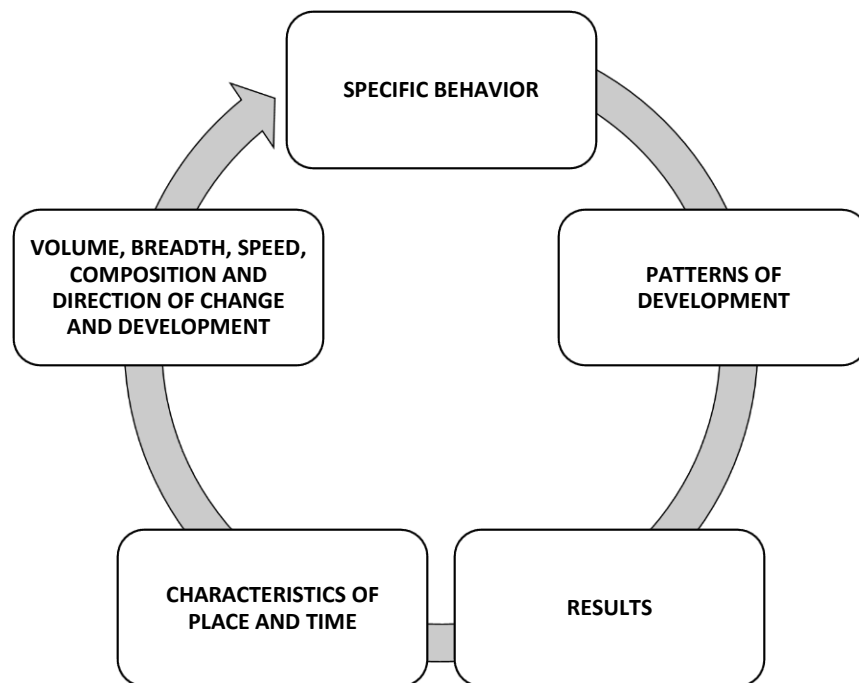 SPECIFIC BEHAVIOR
PATTERNS OF
DEVELOPMENT
RESULTS
CHARACTERISTICS OF
PLACE AND TIME
VOLUME, BREADTH, SPEED,
COMPOSITION AND
DIRECTION OF CHANGE
AND DEVELOPMENT